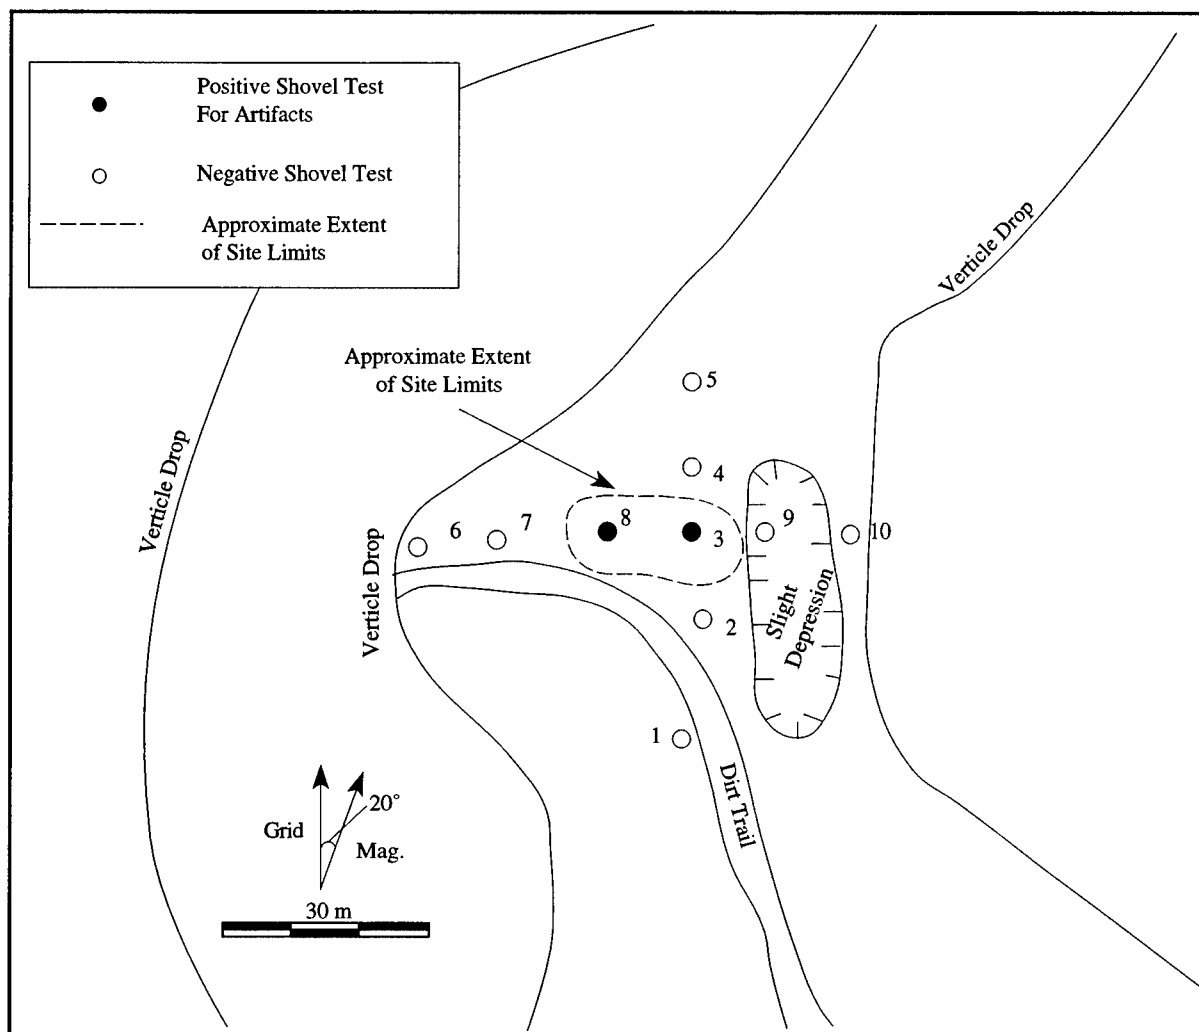 Positive Shovel Test
For Artifacts
Negative Shovel Test
Approximate Extent
of Site Limits
Verticle Drop
Approximate Extent
of Site Limits
5
4
Verticle Drop
6
7
8
3
9
10
Verticle Drop
2
Slight
Depression
1
Dirt Trail
20°
Grid
Mag.
30 m